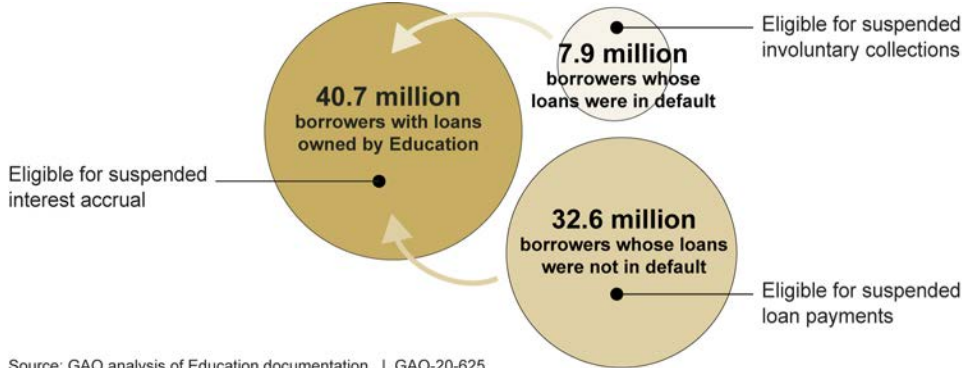 Eligible for suspended
involuntary collections
7.9 million
borrowers whose
loans were in default
40.7 million
borrowers with loans
owned by Education
Eligible for suspended
interest accrual
32.6 million
borrowers whose loans
were not in default
Eligible for suspended
loan payments
Source: GAO analysis of Education documentation. | GAO-20-625